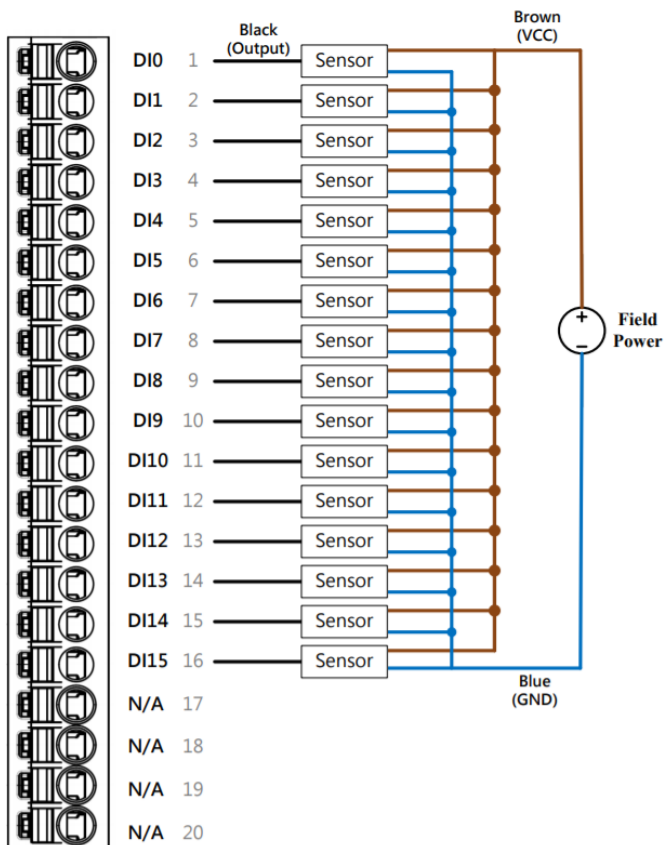 Black
(Output)
Brown
(VCC)
DI0 1 Sensor
DI1 2 Sensor
DI2 3 Sensor
DI3 4 Sensor
DI4 5 Sensor
DI5 6 Sensor
DI6 7 Sensor
+
Field
Power
−
DI7 8 Sensor
DI8 9 Sensor
DI9 10 Sensor
DI10 11 Sensor
DI11 12 Sensor
DI12 13 Sensor
DI13 14 Sensor
DI14 15 Sensor
DI15 16 Sensor
Blue
(GND)
N/A 17
N/A 18
N/A 19
N/A 20